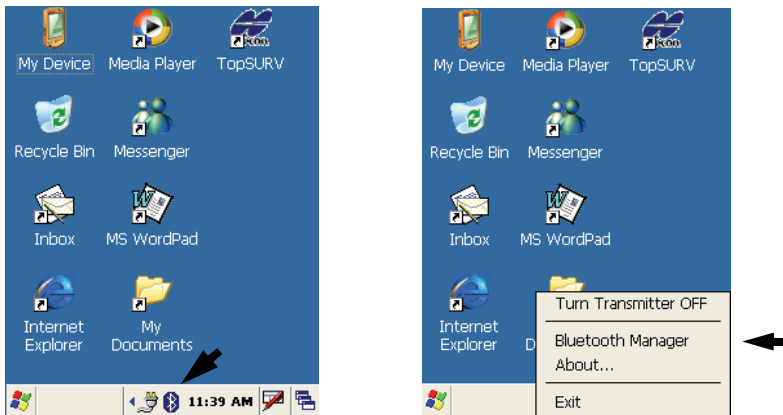 My Device Media Player TopSURV
Recycle Bin Messenger
Inbox MS WordPad
Internet Explorer My Documents
11:39 AM
My Device Media Player TopSURV
Recycle Bin Messenger
Inbox MS WordPad
Internet Explorer D
Turn Transmitter OFF
Bluetooth Manager
About...
Exit